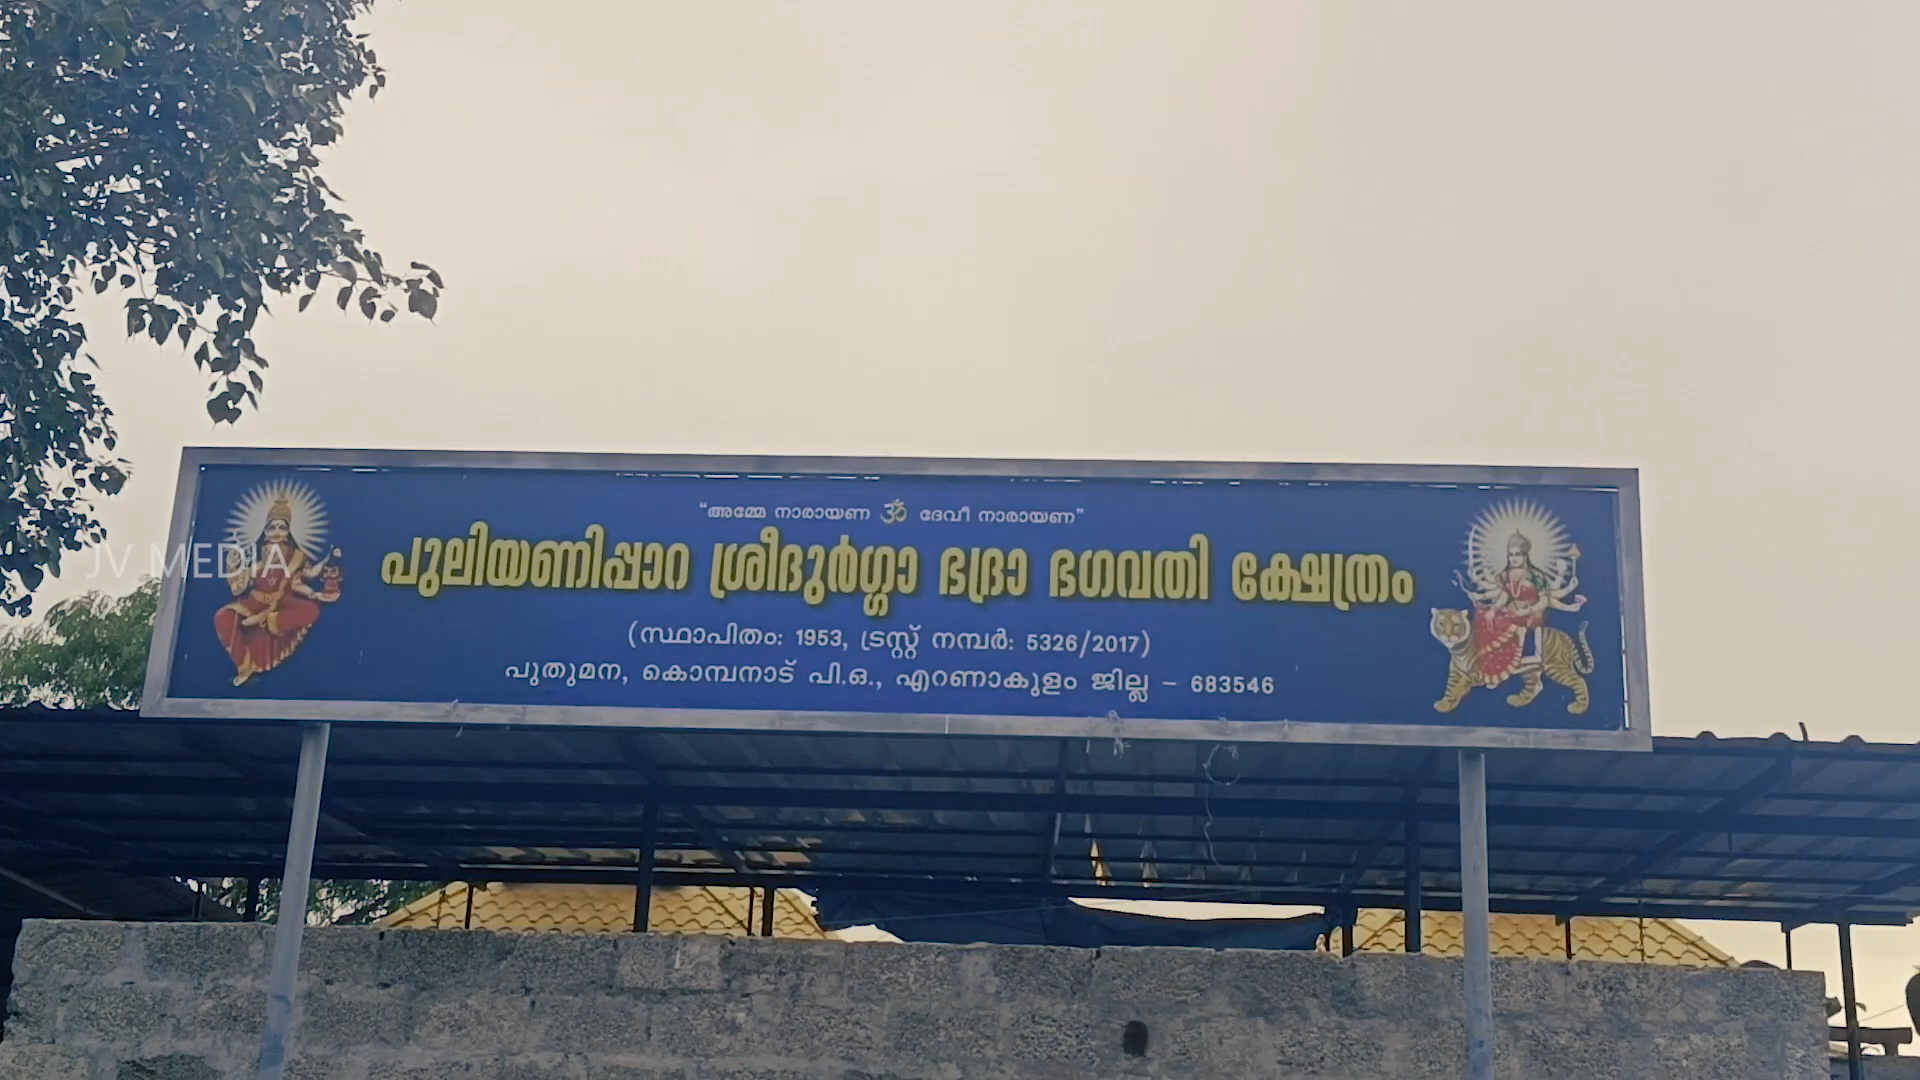 “അമ്മേ നാരായണ ॐ ദേവീ നാരായണ”
പുലിയണിപ്പാറ ശ്രീദുർഗ്ഗാ ഭദ്രാ ഭഗവതി ക്ഷേത്രം
(സ്ഥാപിതം: 1953, ട്രസ്റ്റ് നമ്പർ: 5326/2017)
പുതുമന, കൊമ്പനാട് പി.ഒ., എറണാകുളം ജില്ല – 683546
JV MEDIA